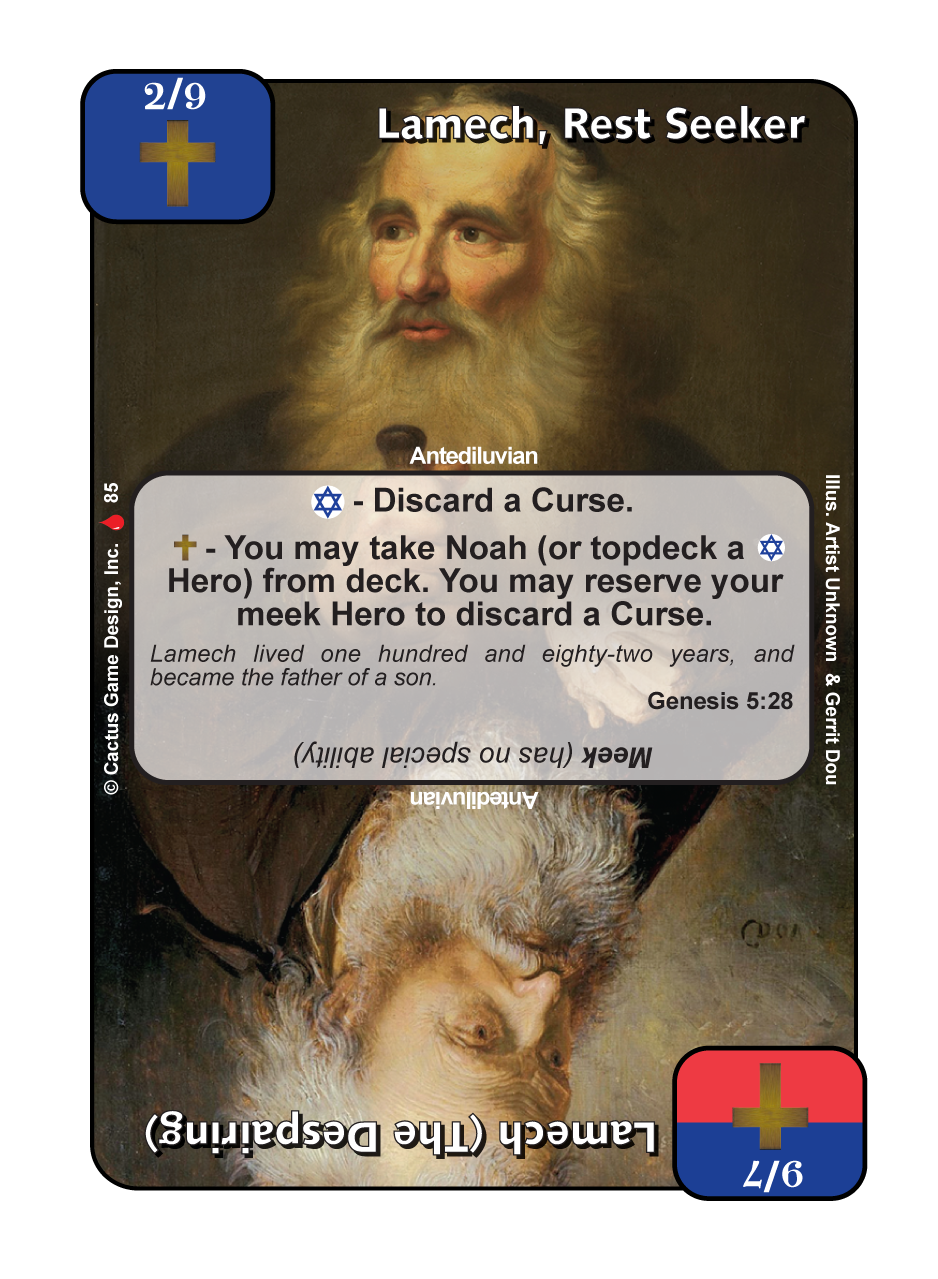 2/9
Lamech, Rest Seeker
Antediluvian
- Discard a Curse.
- You may take Noah (or topdeck a
Hero) from deck. You may reserve your
meek Hero to discard a Curse.
Lamech lived one hundred and eighty-two years, and
became the father of a son.
Genesis 5:28
Meek (has no special ability)
Antediluvian
Lamech (The Despairing)
9/7
© Cactus Game Design, Inc. 85
Illus. Artist Unknown & Gerrit Dou